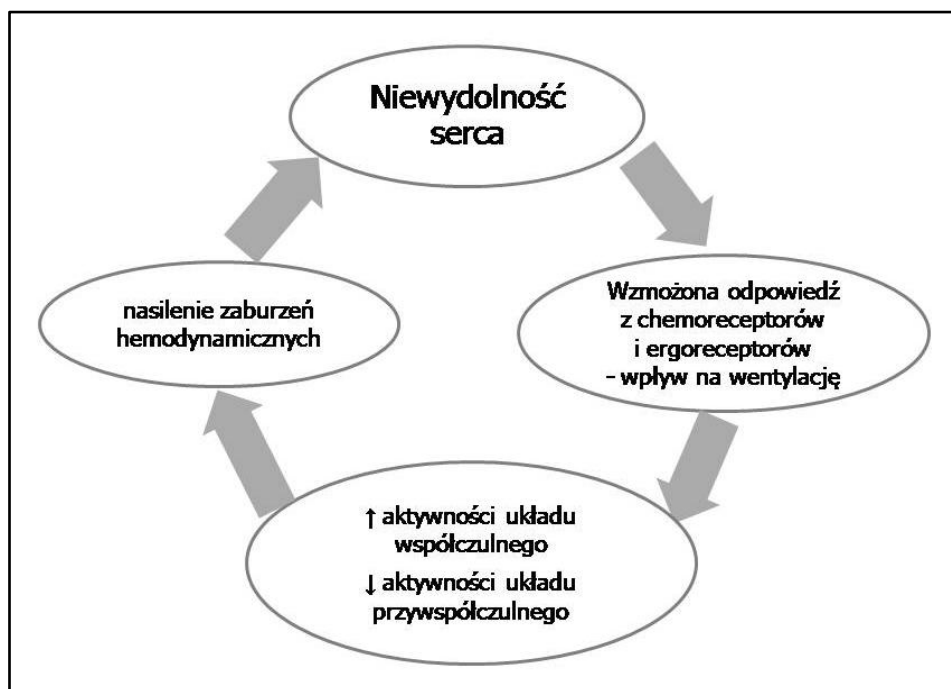 Niewydolność
serca
Wzmożona odpowiedź
z chemoreceptorów
i ergoreceptorów
- wpływ na wentylację
↑ aktywności układu
współczulnego
↓ aktywności układu
przywspółczulnego
nasilenie zaburzeń
hemodynamicznych